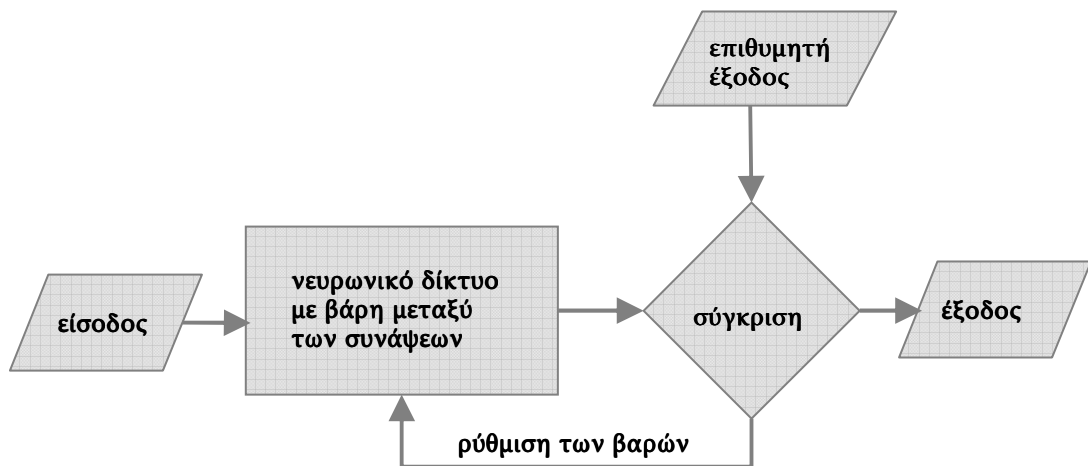 επιθυμητή
έξοδος
είσοδος
νευρωνικό δίκτυο
με βάρη μεταξύ
των συνάψεων
σύγκριση
έξοδος
ρύθμιση των βαρών